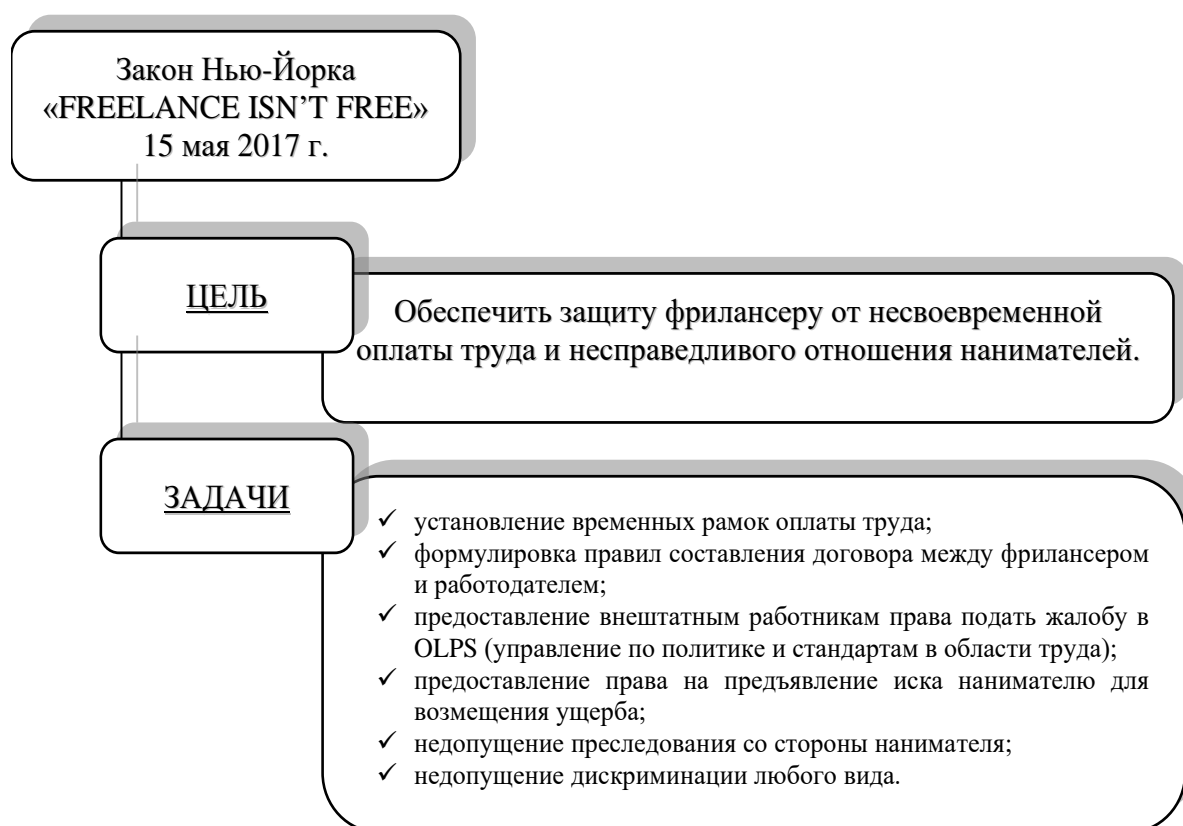 Закон Нью-Йорка
«FREELANCE ISN’T FREE»
15 мая 2017 г.
ЦЕЛЬ
Обеспечить защиту фрилансеру от несвоевременной
оплаты труда и несправедливого отношения нанимателей.
ЗАДАЧИ
✓ установление временных рамок оплаты труда;
✓ формулировка правил составления договора между фрилансером
и работодателем;
✓ предоставление внештатным работникам права подать жалобу в
OLPS (управление по политике и стандартам в области труда);
✓ предоставление права на предъявление иска нанимателю для
возмещения ущерба;
✓ недопущение преследования со стороны нанимателя;
✓ недопущение дискриминации любого вида.